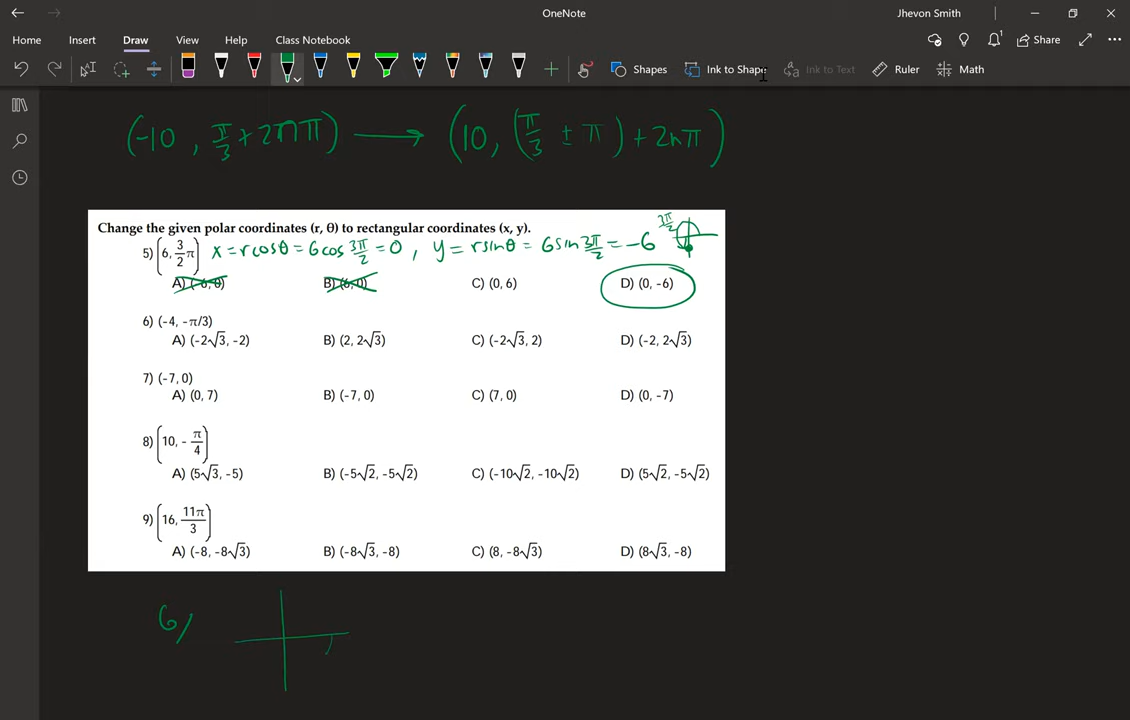 OneNote
Jhevon Smith
Home Insert Draw View Help Class Notebook
Share
Shapes Ink to Shape Ink to Text Ruler Math
(-10, π/3 + 2nπ) → (10, (π/3 ± π) + 2nπ)
Change the given polar coordinates (r, θ) to rectangular coordinates (x, y).
5) (6, 3/2 π) x = rcosθ = 6cos 3π/2 = 0, y = rsinθ = 6sin 3π/2 = -6 3π/2
A) (-6, 0) B) (6, 0) C) (0, 6) D) (0, -6)
6) (-4, -π/3)
A) (-2√3, -2) B) (2, 2√3) C) (-2√3, 2) D) (-2, 2√3)
7) (-7, 0)
A) (0, 7) B) (-7, 0) C) (7, 0) D) (0, -7)
8) (10, -π/4)
A) (5√3, -5) B) (-5√2, -5√2) C) (-10√2, -10√2) D) (5√2, -5√2)
9) (16, 11π/3)
A) (-8, -8√3) B) (-8√3, -8) C) (8, -8√3) D) (8√3, -8)
6/